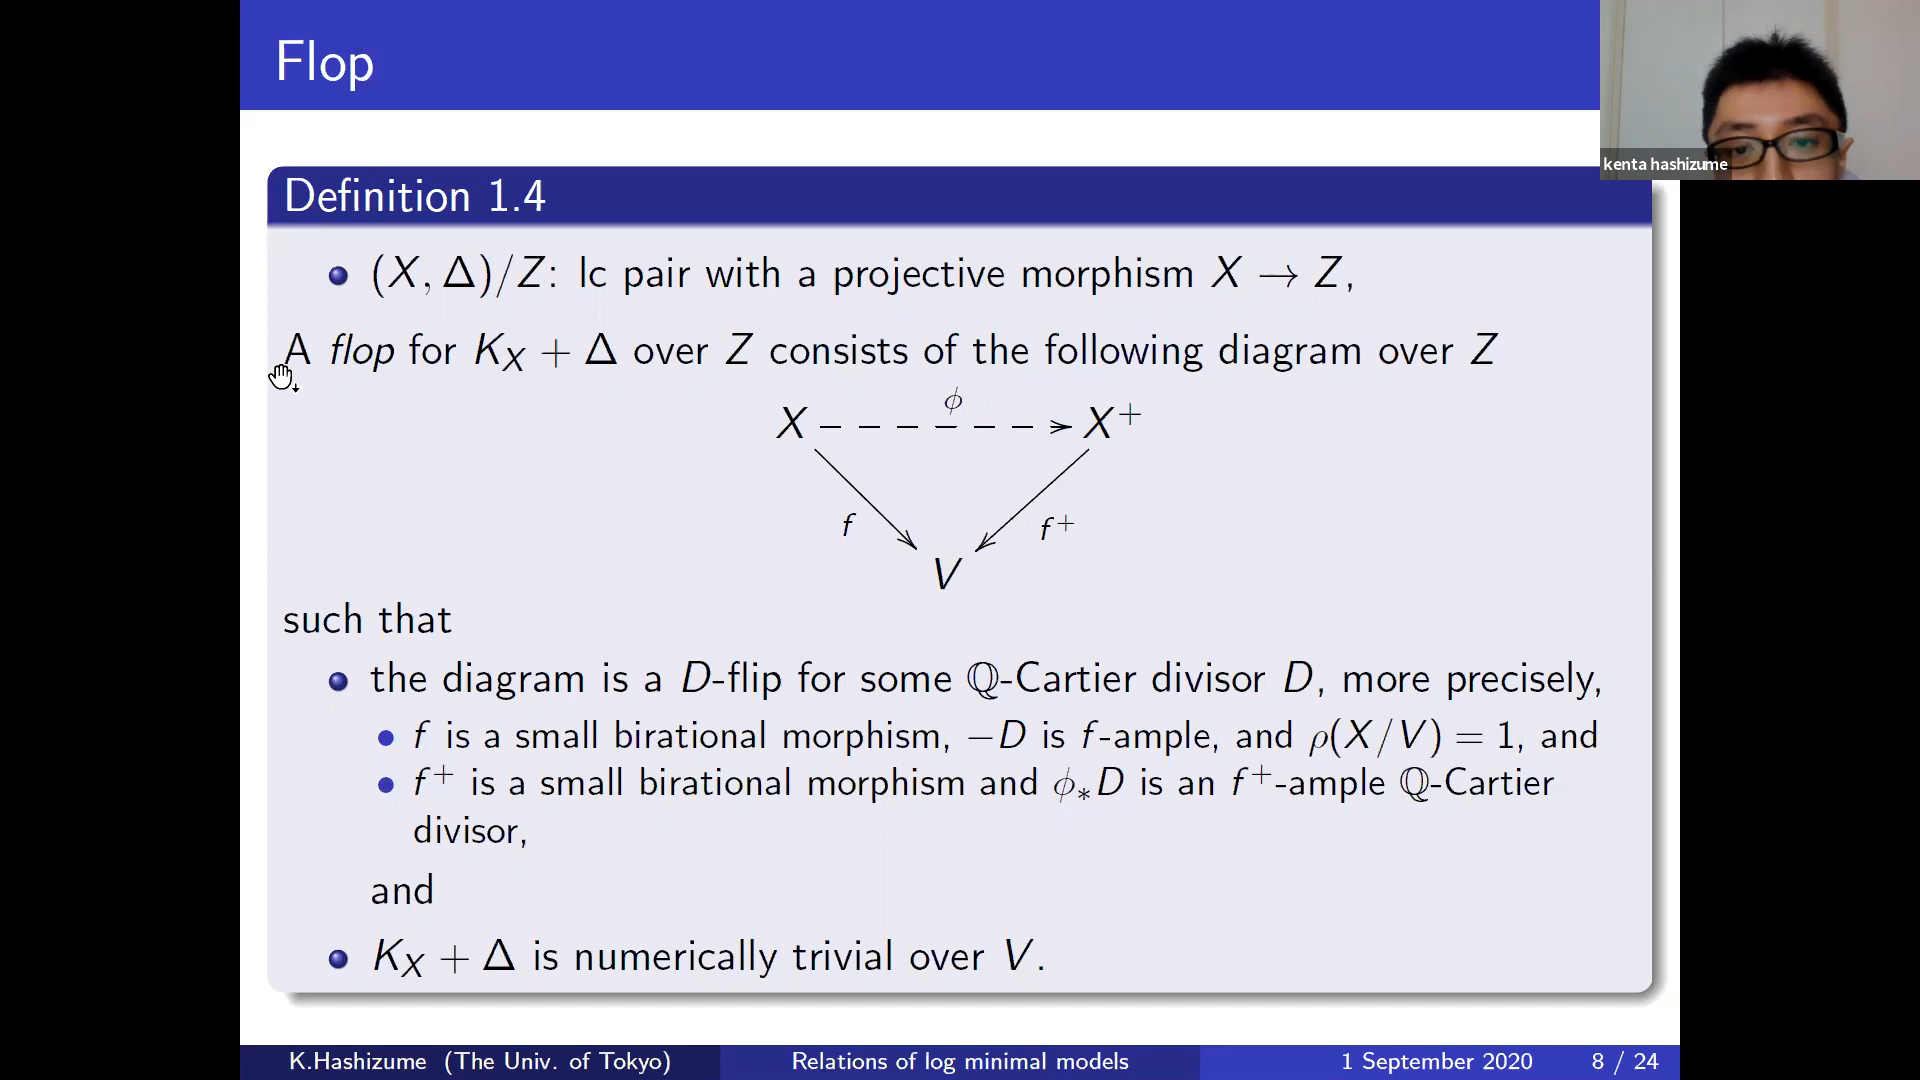 Flop
kenta hashizume
Definition 1.4
(X, Δ)/Z: lc pair with a projective morphism X → Z,
A flop for K_X + Δ over Z consists of the following diagram over Z
ϕ
X X⁺
f f⁺
V
such that
the diagram is a D-flip for some ℚ-Cartier divisor D, more precisely,
f is a small birational morphism, −D is f-ample, and ρ(X/V) = 1, and
f⁺ is a small birational morphism and ϕ_*D is an f⁺-ample ℚ-Cartier
divisor,
and
K_X + Δ is numerically trivial over V.
K.Hashizume (The Univ. of Tokyo) Relations of log minimal models 1 September 2020 8 / 24